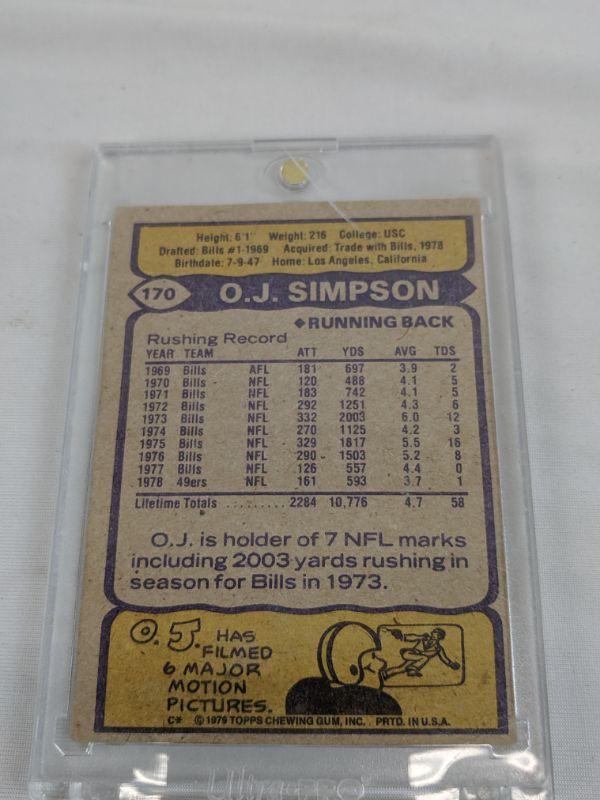 Height: 6'1" Weight: 216 College: USC
Drafted: Bills #1-1969 Acquired: Trade with Bills, 1978
Birthdate: 7-9-47 Home: Los Angeles, California
170 O.J. SIMPSON
◆RUNNING BACK
Rushing Record
YEAR TEAM ATT YDS AVG TDS
1969 Bills AFL 181 697 3.9 2
1970 Bills NFL 120 488 4.1 5
1971 Bills NFL 183 742 4.1 5
1972 Bills NFL 292 1251 4.3 6
1973 Bills NFL 332 2003 6.0 12
1974 Bills NFL 270 1125 4.2 3
1975 Bills NFL 329 1817 5.5 16
1976 Bills NFL 290 1503 5.2 8
1977 Bills NFL 126 557 4.4 0
1978 49ers NFL 161 593 3.7 1
Lifetime Totals ......... 2284 10,776 4.7 58
O.J. is holder of 7 NFL marks
including 2003 yards rushing in
season for Bills in 1973.
O.J. HAS
FILMED
6 MAJOR
MOTION
PICTURES.
C* © 1979 TOPPS CHEWING GUM, INC. PRTD. IN U.S.A.
Ultra PRO